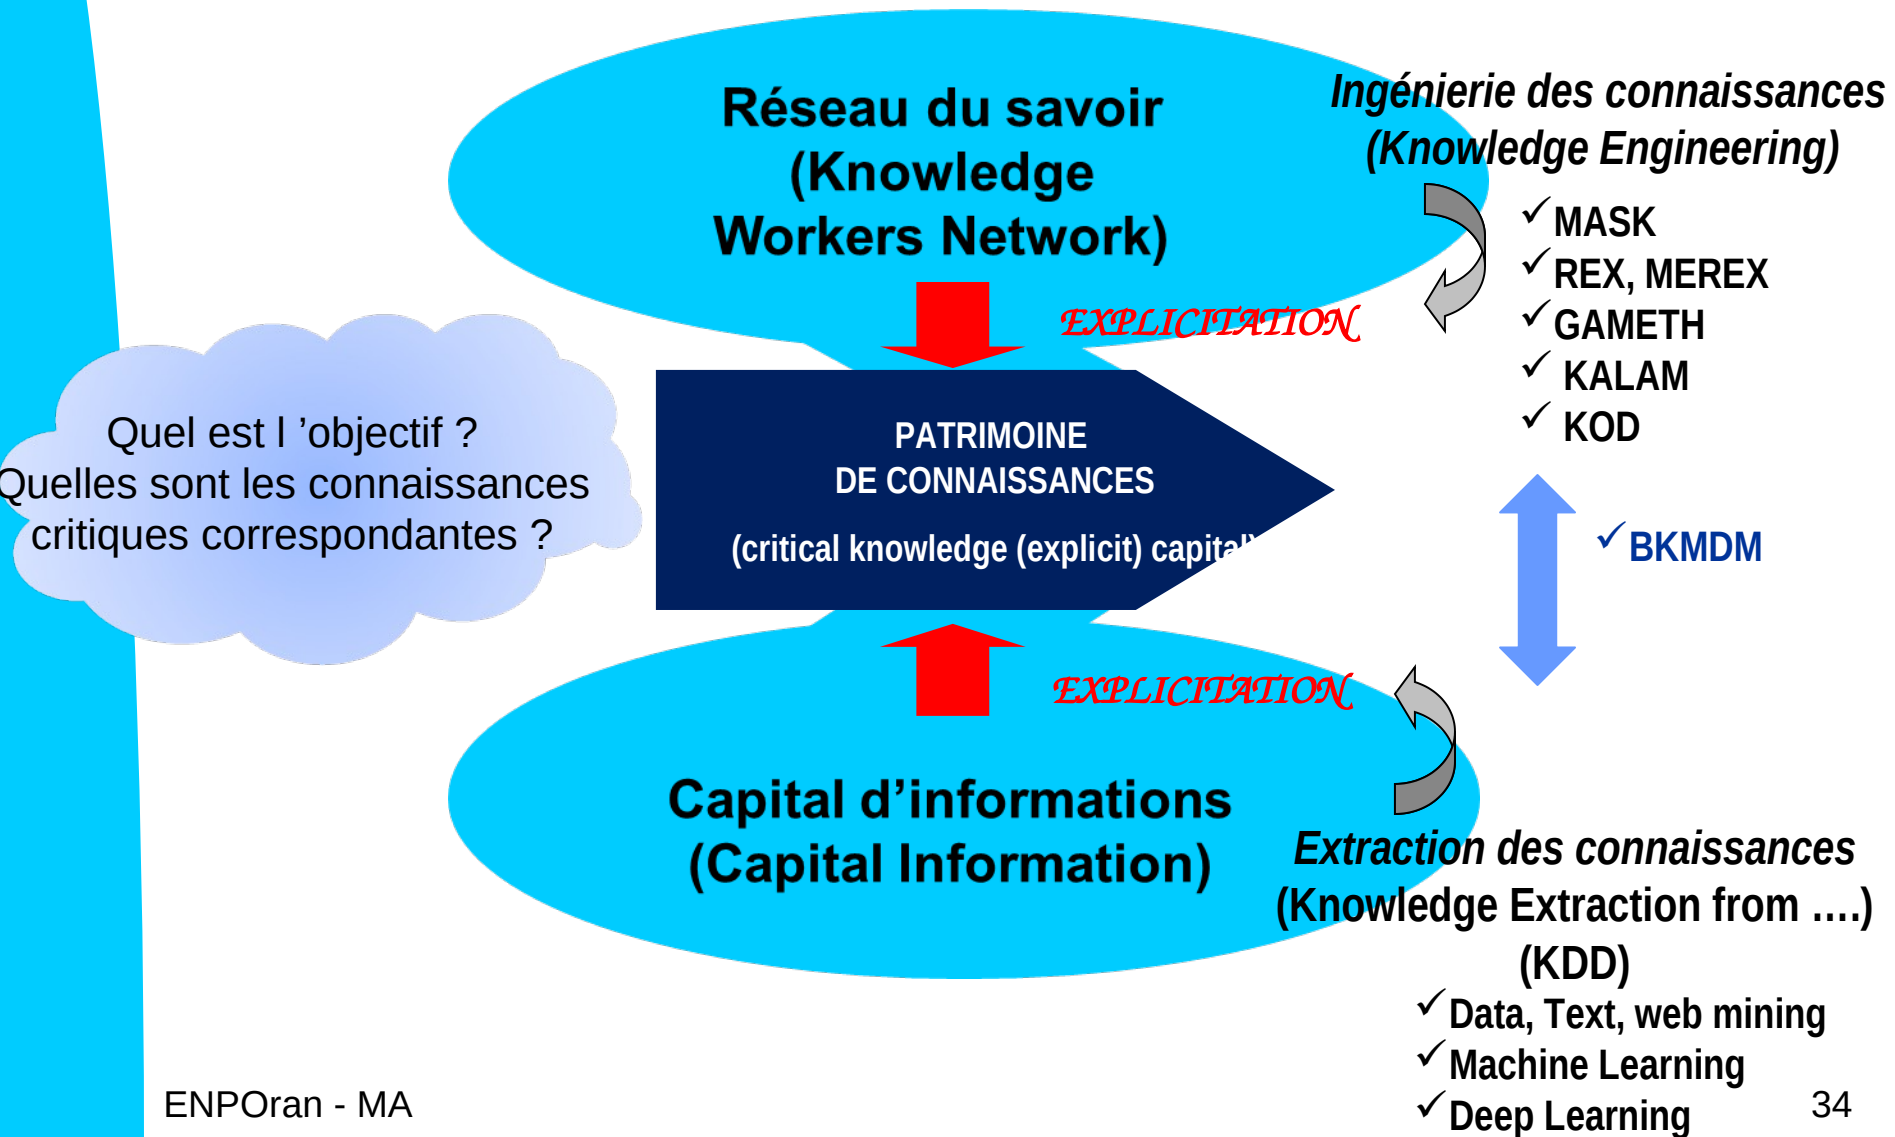 Réseau du savoir
(Knowledge
Workers Network)
Ingénierie des connaissances
(Knowledge Engineering)
✓MASK
✓REX, MEREX
✓GAMETH
✓ KALAM
✓ KOD
EXPLICITATION
Quel est l ’objectif ?
Quelles sont les connaissances
critiques correspondantes ?
PATRIMOINE
DE CONNAISSANCES
(critical knowledge (explicit) capital)
✓BKMDM
EXPLICITATION
Capital d’informations
(Capital Information)
Extraction des connaissances
(Knowledge Extraction from ….)
(KDD)
✓Data, Text, web mining
✓Machine Learning
✓Deep Learning
ENPOran - MA
34